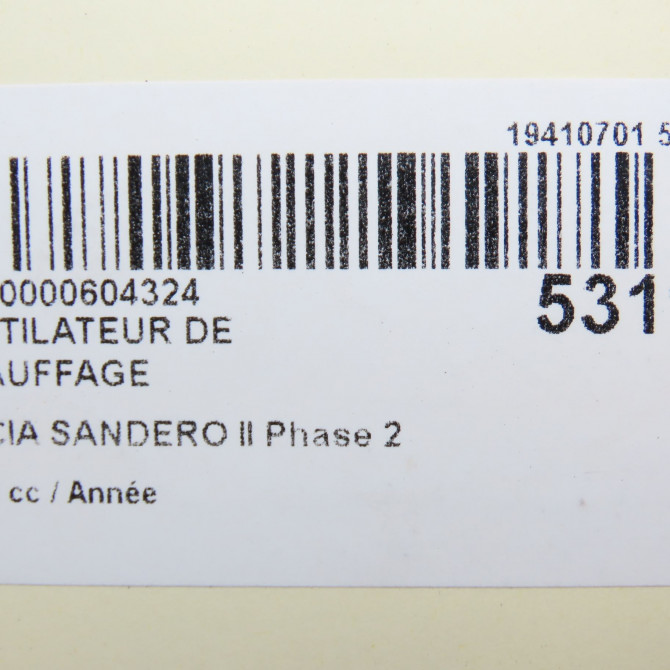 19410701 5
0000604324
531
TILATEUR DE
AUFFAGE
CIA SANDERO II Phase 2
cc / Année